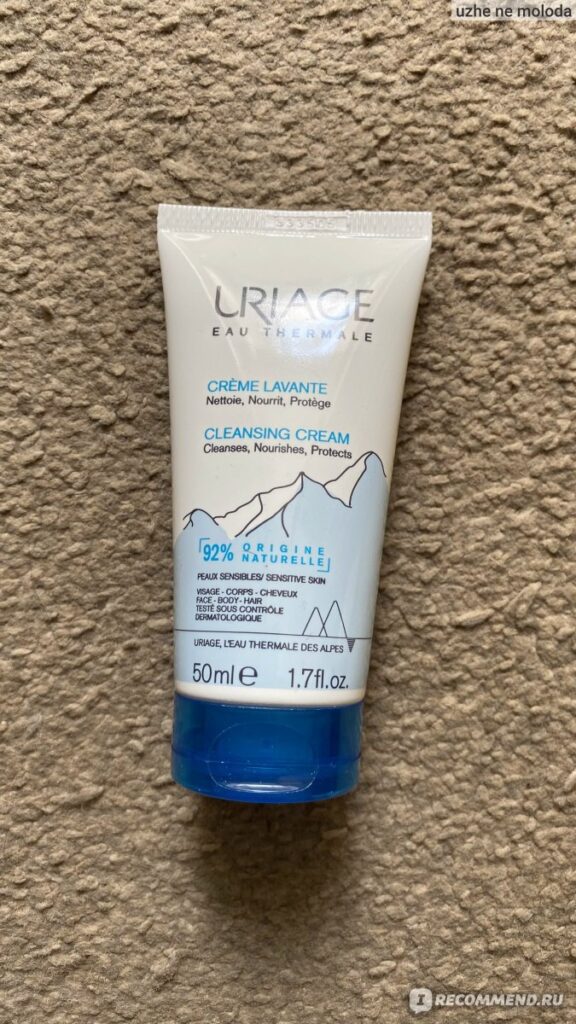 uzhe ne moloda
URIAGE
EAU THERMALE
CRÈME LAVANTE
Nettoie, Nourrit, Protège
CLEANSING CREAM
Cleanses, Nourishes, Protects
92% ORIGINE
NATURELLE
PEAUX SENSIBLES/ SENSITIVE SKIN
VISAGE - CORPS - CHEVEUX
FACE - BODY - HAIR
TESTÉ SOUS CONTRÔLE
DERMATOLOGIQUE
URIAGE, L'EAU THERMALE DES ALPES
50ml e 1.7fl.oz.
IRECOMMEND.RU